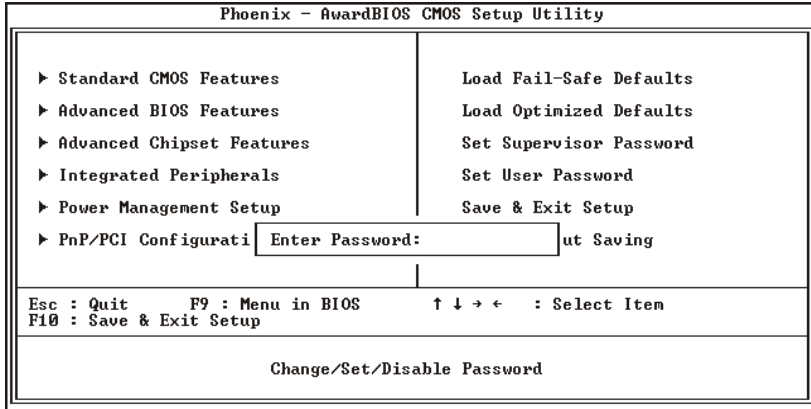 Phoenix - AwardBIOS CMOS Setup Utility
Standard CMOS Features
Advanced BIOS Features
Advanced Chipset Features
Integrated Peripherals
Power Management Setup
PnP/PCI Configurati
Load Fail-Safe Defaults
Load Optimized Defaults
Set Supervisor Password
Set User Password
Save & Exit Setup
ut Saving
Enter Password:
Esc : Quit F9 : Menu in BIOS ↑ ↓ → ← : Select Item
F10 : Save & Exit Setup
Change/Set/Disable Password